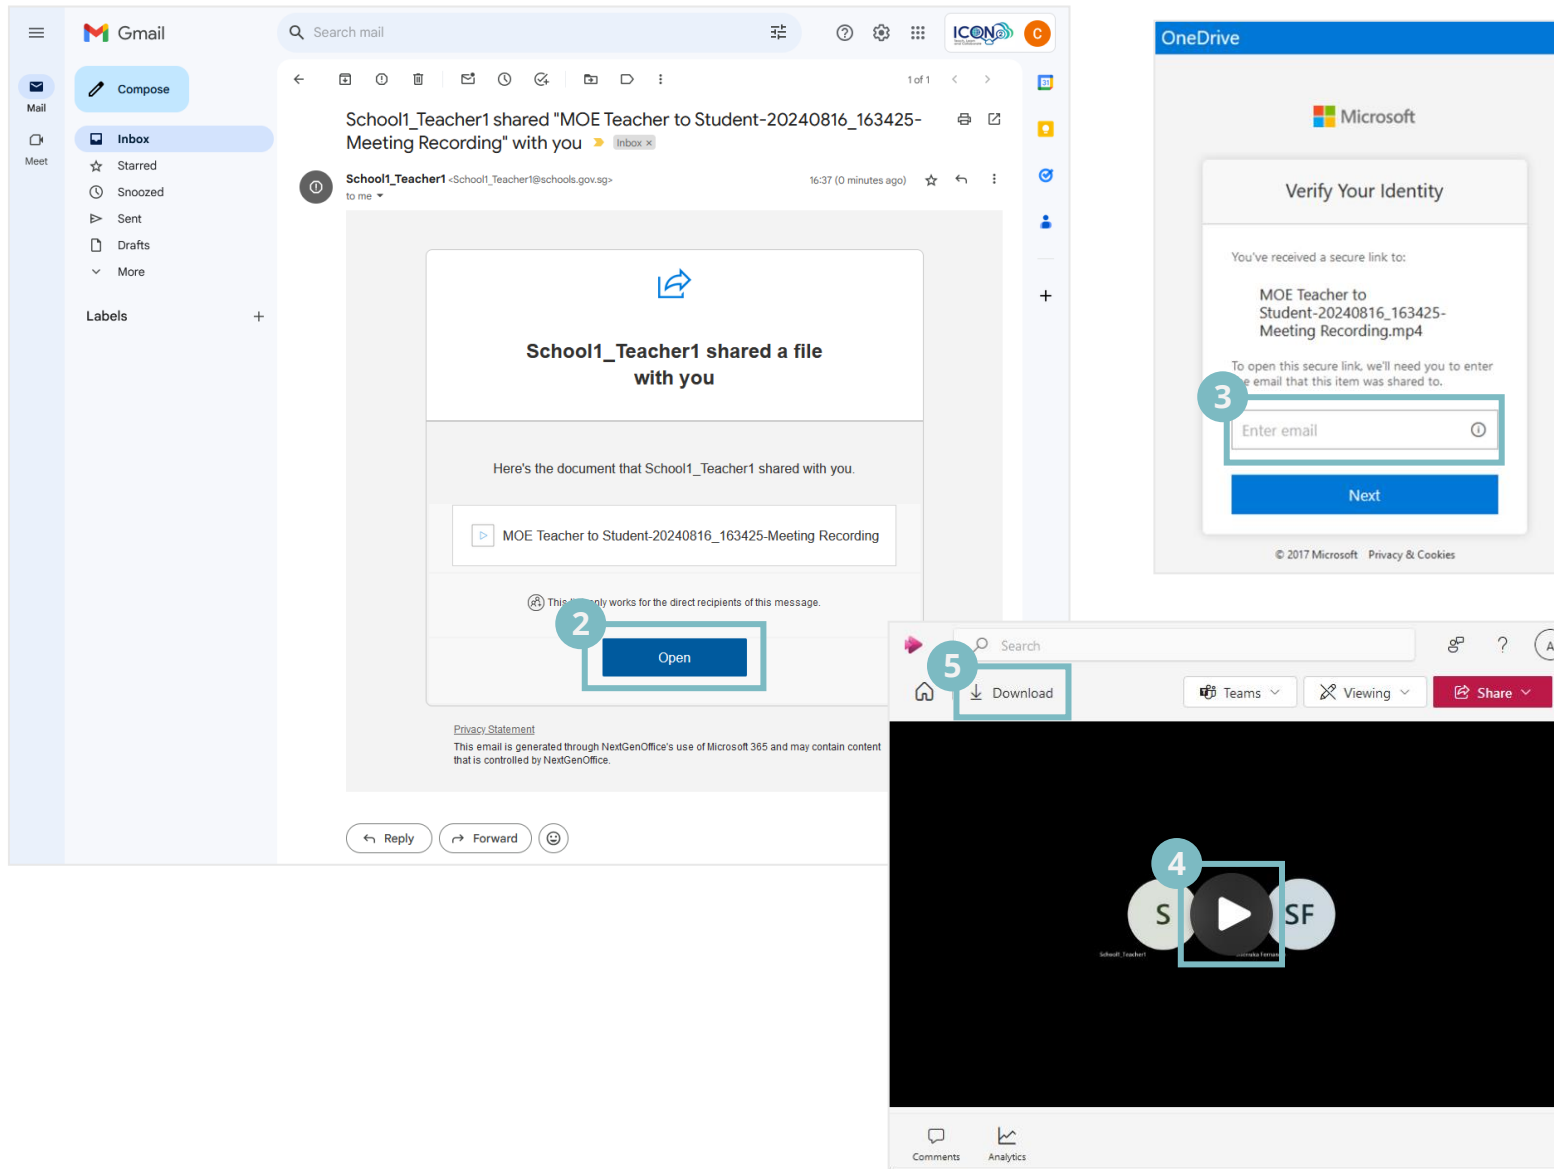 Gmail
Search mail
ICON
C
Mail
Meet
Compose
Inbox
Starred
Snoozed
Sent
Drafts
More
Labels
1 of 1
School1_Teacher1 shared "MOE Teacher to Student-20240816_163425-
Meeting Recording" with you
Inbox ×
School1_Teacher1 <School1_Teacher1@schools.gov.sg>
16:37 (0 minutes ago)
to me
31
School1_Teacher1 shared a file
with you
Here's the document that School1_Teacher1 shared with you.
MOE Teacher to Student-20240816_163425-Meeting Recording
This only works for the direct recipients of this message.
2
Open
Privacy Statement
This email is generated through NextGenOffice's use of Microsoft 365 and may contain content
that is controlled by NextGenOffice.
Reply
Forward
OneDrive
Microsoft
Verify Your Identity
You've received a secure link to:
MOE Teacher to
Student-20240816_163425-
Meeting Recording.mp4
To open this secure link, we'll need you to enter
email that this item was shared to.
3
Enter email
Next
© 2017 Microsoft Privacy & Cookies
Search
A
5
Download
Teams
Viewing
Share
4
S
SF
School1_Teacher1
Comments
Analytics